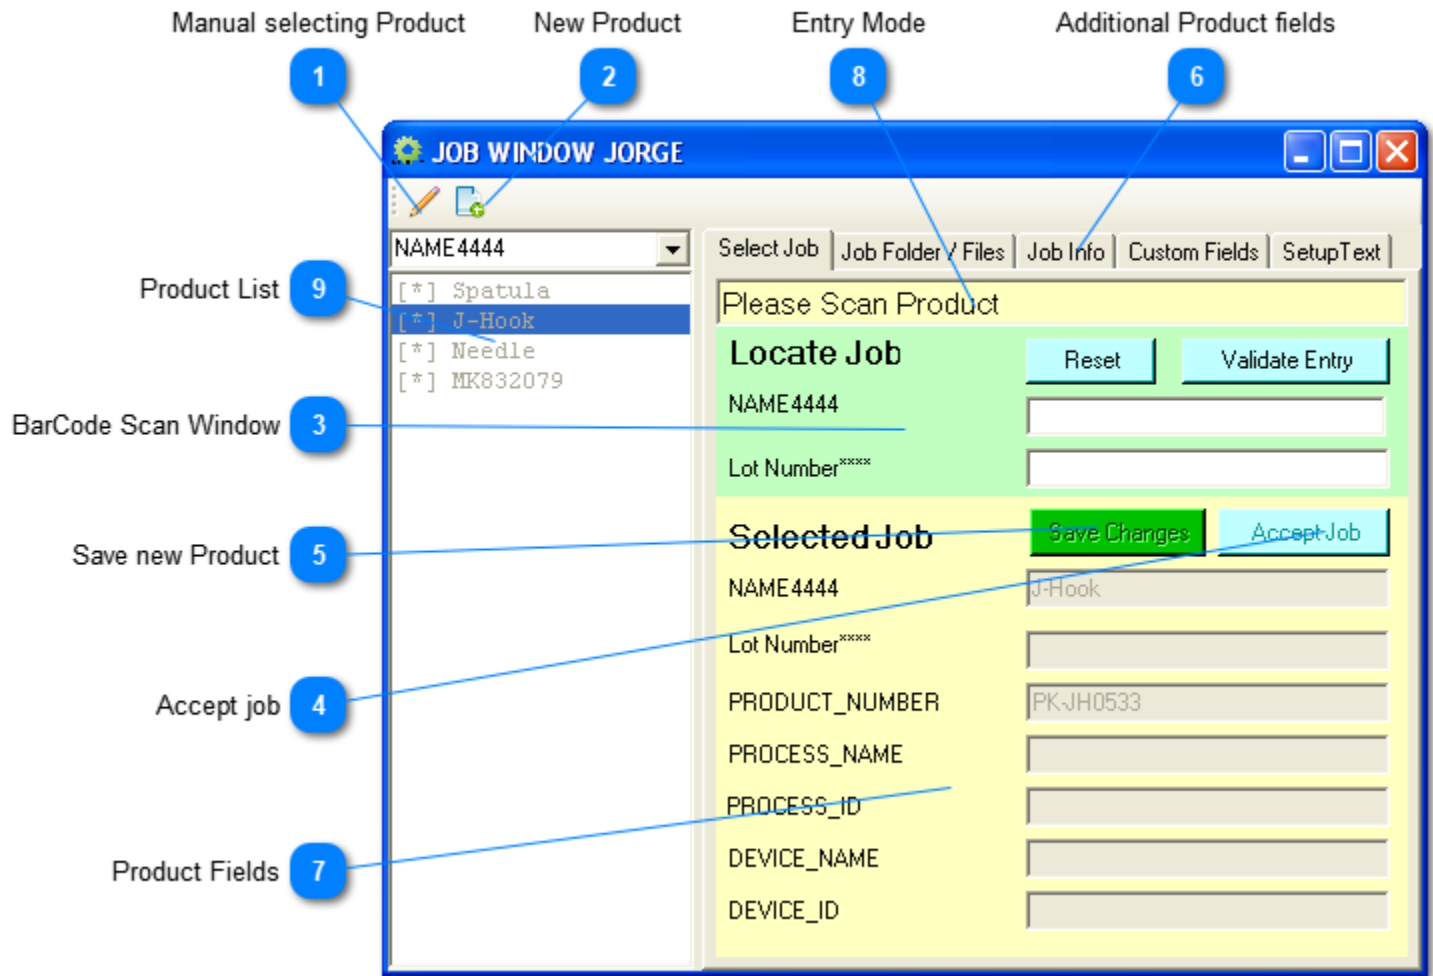 Manual selecting Product
New Product
Entry Mode
Additional Product fields
1
2
8
6
JOB WINDOW JORGE
NAME4444
Select Job
Job Folder / Files
Job Info
Custom Fields
SetupText
Product List
9
[*] Spatula
[*] J-Hook
[*] Needle
[*] MK832079
Please Scan Product
Locate Job
Reset
Validate Entry
BarCode Scan Window
3
NAME4444
Lot Number****
Save new Product
5
Selected Job
Save Changes
Accept Job
NAME4444
J-Hook
Lot Number****
Accept job
4
PRODUCT_NUMBER
PK-JH0533
PROCESS_NAME
PROCESS_ID
Product Fields
7
DEVICE_NAME
DEVICE_ID